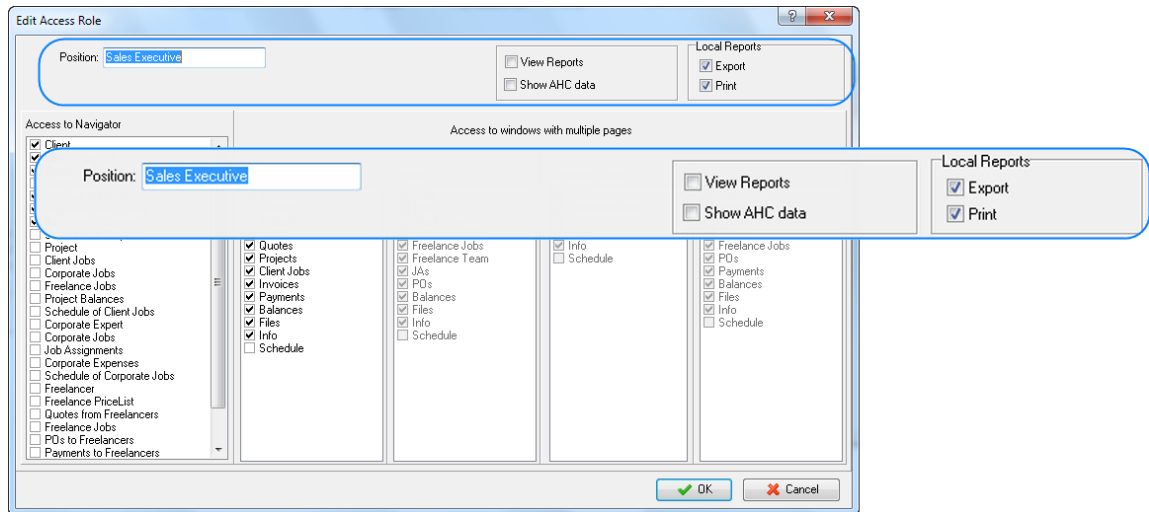 Edit Access Role
Position: Sales Executive
View Reports
Show AHC data
Local Reports
Export
Print
Access to Navigator
Access to windows with multiple pages
Client
Position: Sales Executive
View Reports
Show AHC data
Local Reports
Export
Print
Project
Client Jobs
Corporate Jobs
Freelance Jobs
Project Balances
Schedule of Client Jobs
Corporate Expert
Corporate Jobs
Job Assignments
Corporate Expenses
Schedule of Corporate Jobs
Freelancer
Freelance PriceList
Quotes from Freelancers
Freelance Jobs
POs to Freelancers
Payments to Freelancers
Quotes
Projects
Client Jobs
Invoices
Payments
Balances
Files
Info
Schedule
Freelance Jobs
Freelance Team
JAs
POs
Balances
Files
Info
Schedule
Info
Schedule
Freelance Jobs
POs
Payments
Balances
Files
Info
Schedule
OK
Cancel